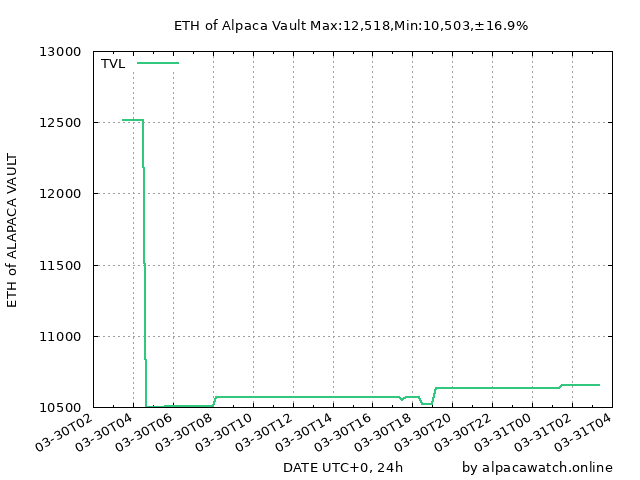 ETH of Alpaca Vault Max:12,518,Min:10,503,±16.9%
TVL
13000
12500
12000
11500
11000
10500
ETH of ALAPACA VAULT
03-30T02
03-30T04
03-30T06
03-30T08
03-30T10
03-30T12
03-30T14
03-30T16
03-30T18
03-30T20
03-30T22
03-31T00
03-31T02
03-31T04
DATE UTC+0, 24h
by alpacawatch.online